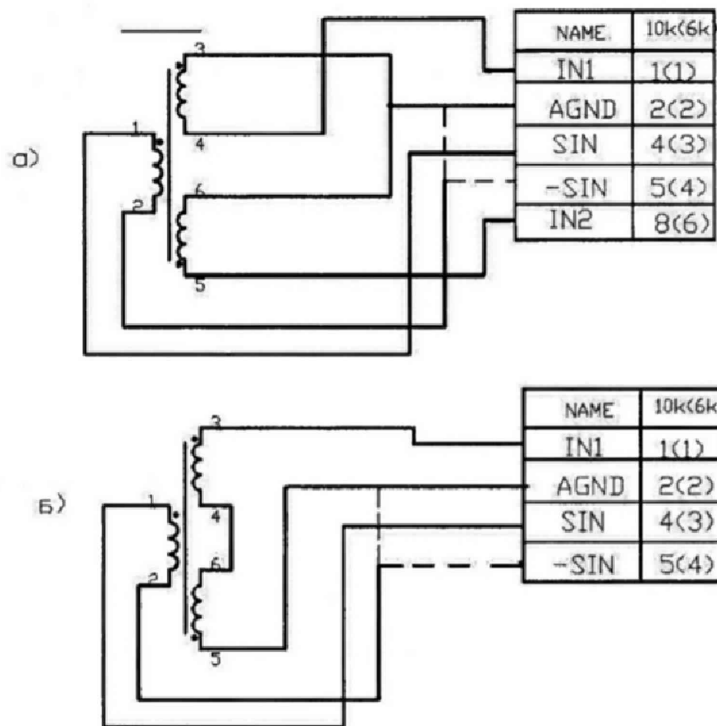 а)
NAME 10k(6k)
IN1 1(1)
AGND 2(2)
SIN 4(3)
-SIN 5(4)
IN2 8(6)
3
4
1
2
6
5
б)
NAME 10k(6k
IN1 1(1)
AGND 2(2)
SIN 4(3)
-SIN 5(4)
3
1
4
2
6
5